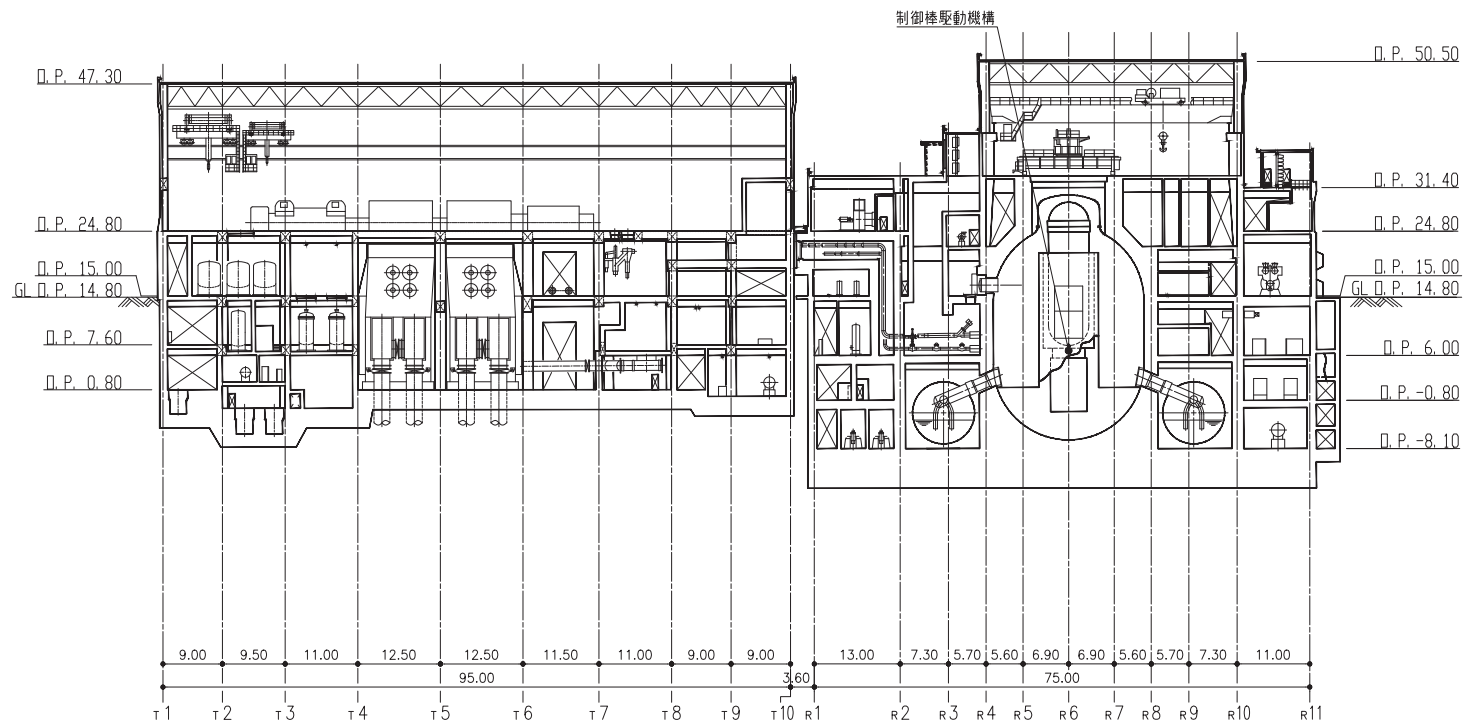 制御棒駆動機構
O.P. 47.30
O.P. 50.50
O.P. 31.40
O.P. 24.80
O.P. 24.80
O.P. 15.00
GL O.P. 14.80
O.P. 15.00
GL O.P. 14.80
O.P. 7.60
O.P. 6.00
O.P. 0.80
O.P. -0.80
O.P. -8.10
9.00 9.50 11.00 12.50 12.50 11.50 11.00 9.00 9.00 13.00 7.30 5.70 5.60 6.90 6.90 5.60 5.70 7.30 11.00
95.00 3.60 75.00
T1 T2 T3 T4 T5 T6 T7 T8 T9 T10 R1 R2 R3 R4 R5 R6 R7 R8 R9 R10 R11